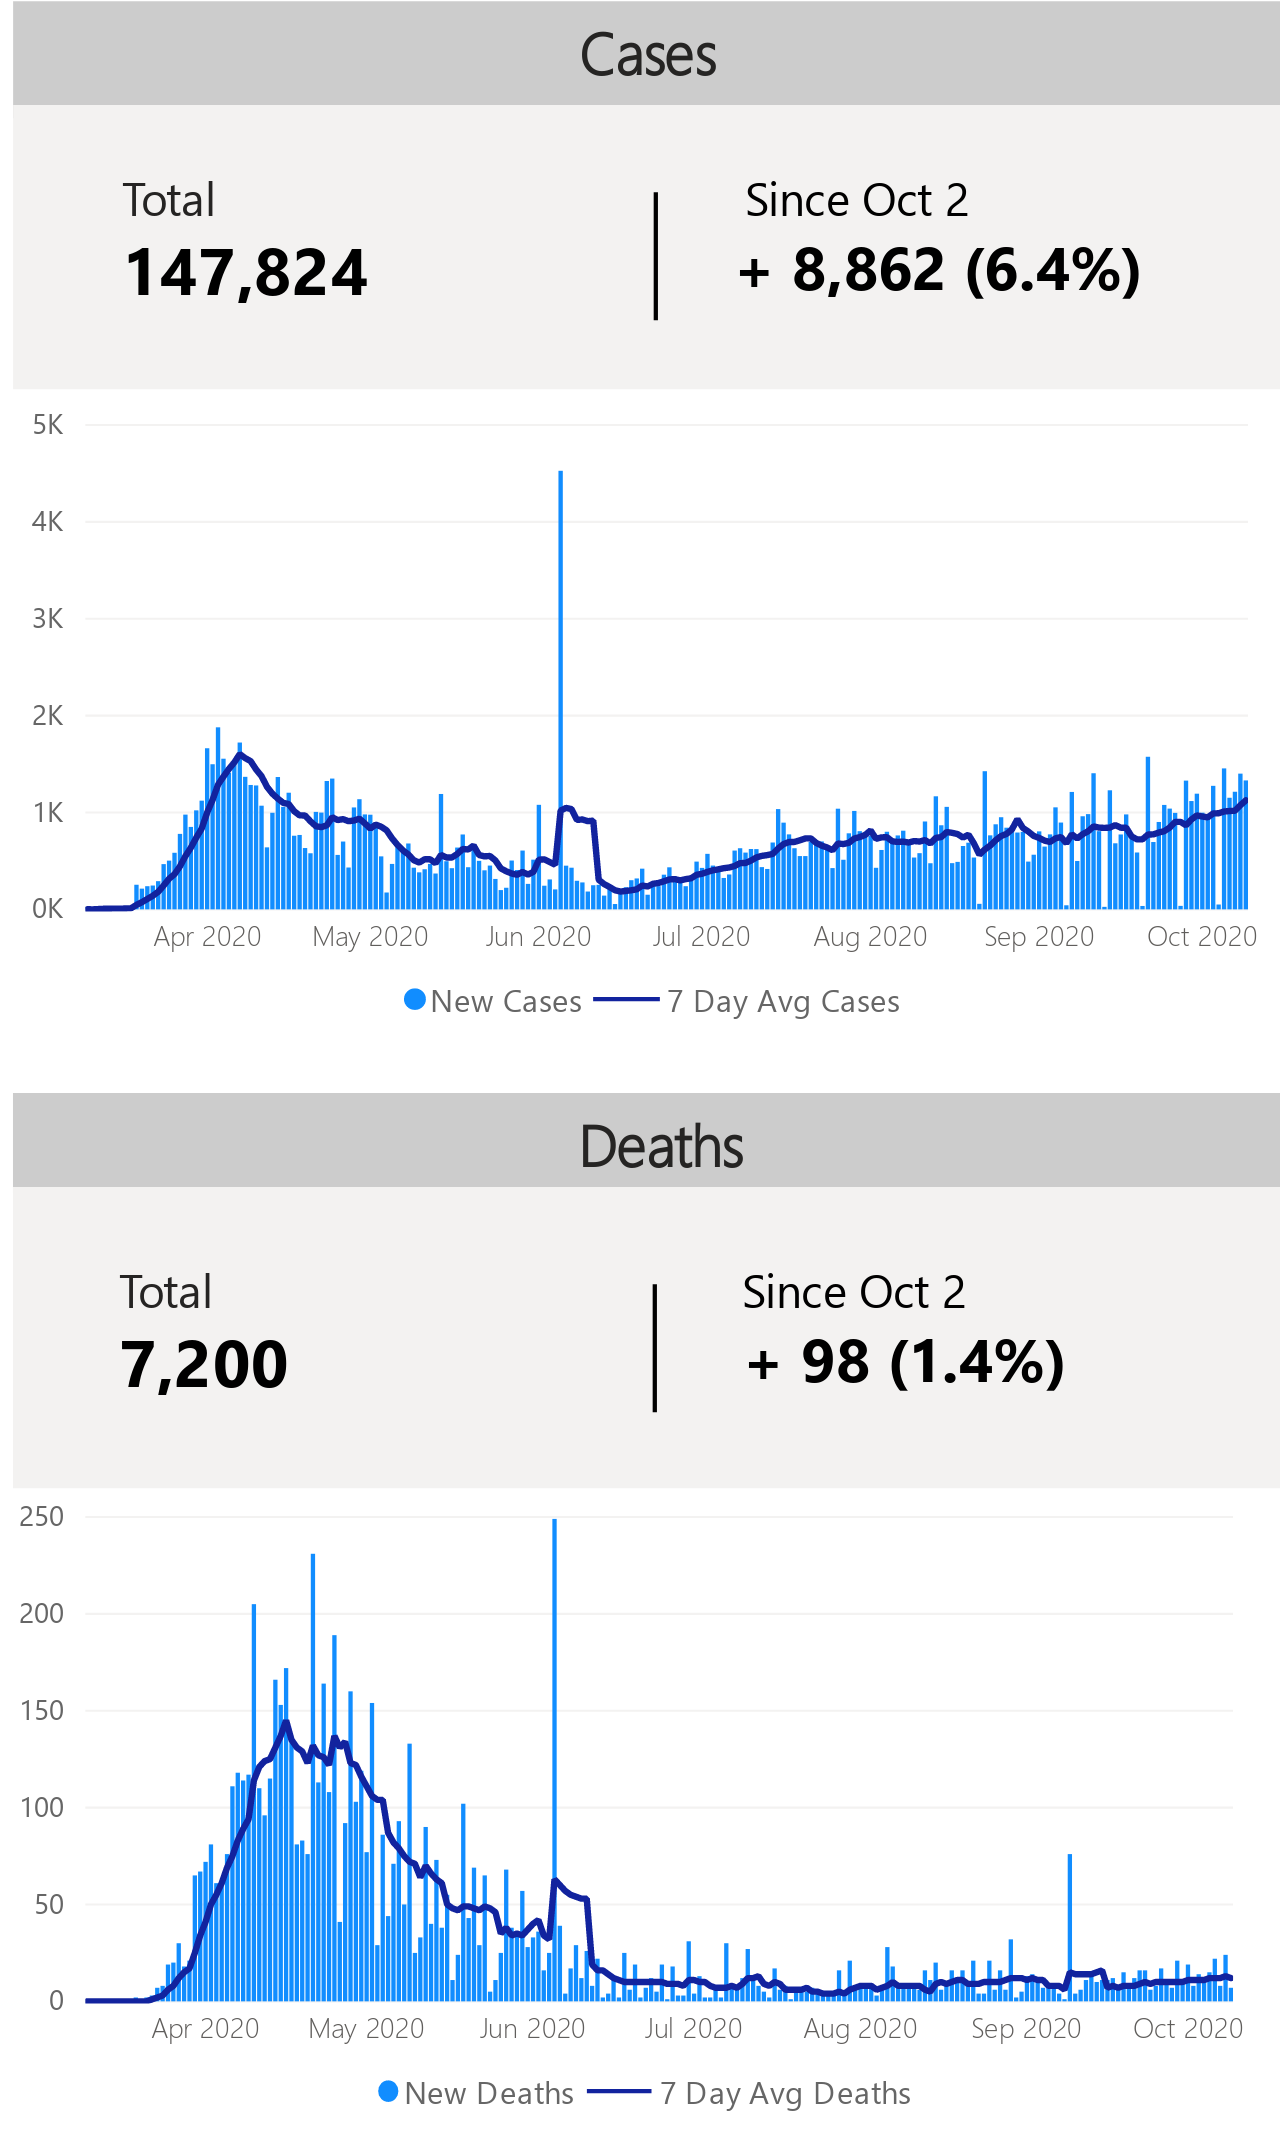 Cases
Total
Since Oct 2
147,824
+ 8,862 (6.4%)
5K
4K
3K
2K
1K
0K
Apr 2020 May 2020 Jun 2020 Jul 2020 Aug 2020 Sep 2020 Oct 2020
New Cases 7 Day Avg Cases
Deaths
Total
Since Oct 2
7,200
+ 98 (1.4%)
250
200
150
100
50
0
Apr 2020 May 2020 Jun 2020 Jul 2020 Aug 2020 Sep 2020 Oct 2020
New Deaths 7 Day Avg Deaths